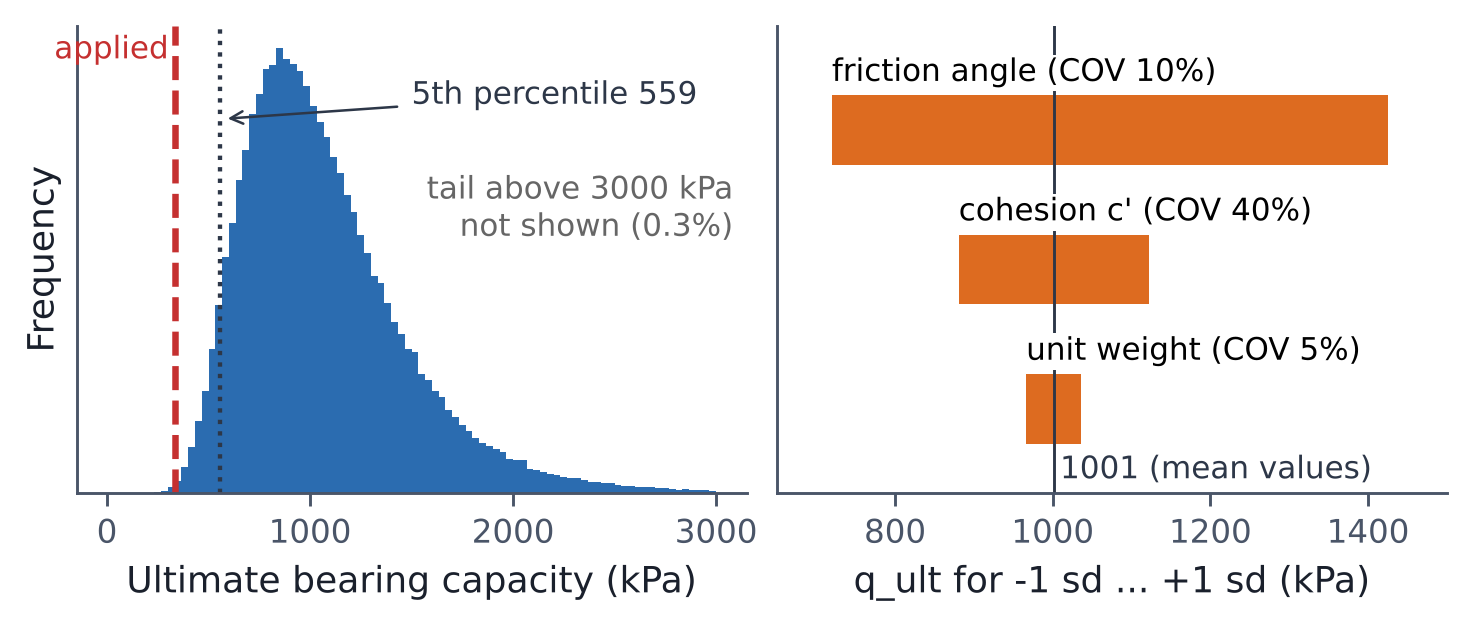 applied
5th percentile 559
tail above 3000 kPa
not shown (0.3%)
Frequency
0 1000 2000 3000
Ultimate bearing capacity (kPa)
friction angle (COV 10%)
cohesion c' (COV 40%)
unit weight (COV 5%)
1001 (mean values)
800 1000 1200 1400
q_ult for -1 sd ... +1 sd (kPa)